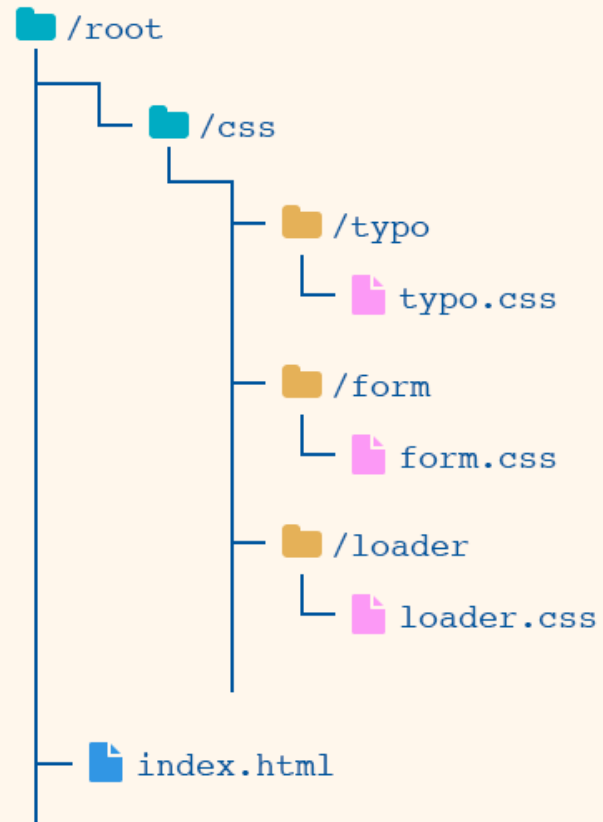 /root
/css
/typo
typo.css
/form
form.css
/loader
loader.css
index.html